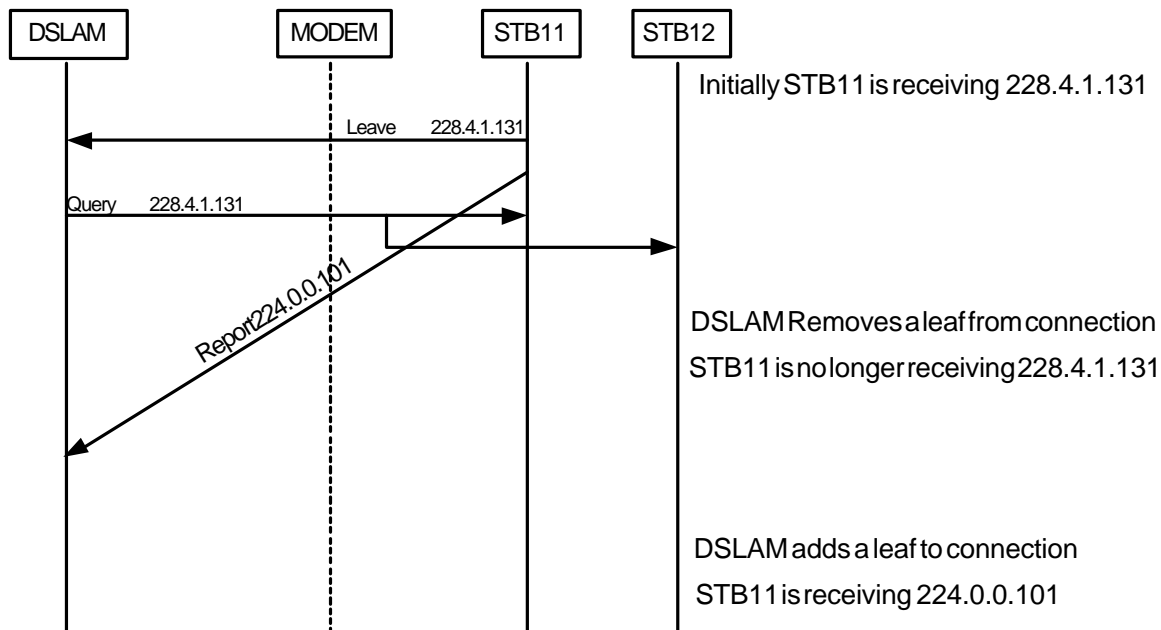 DSLAM MODEM STB11 STB12
Initially STB11 is receiving 228.4.1.131
Leave 228.4.1.131
Query 228.4.1.131
Report 224.0.0.101
DSLAM Removes a leaf from connection
STB11 is no longer receiving 228.4.1.131
DSLAM adds a leaf to connection
STB11 is receiving 224.0.0.101